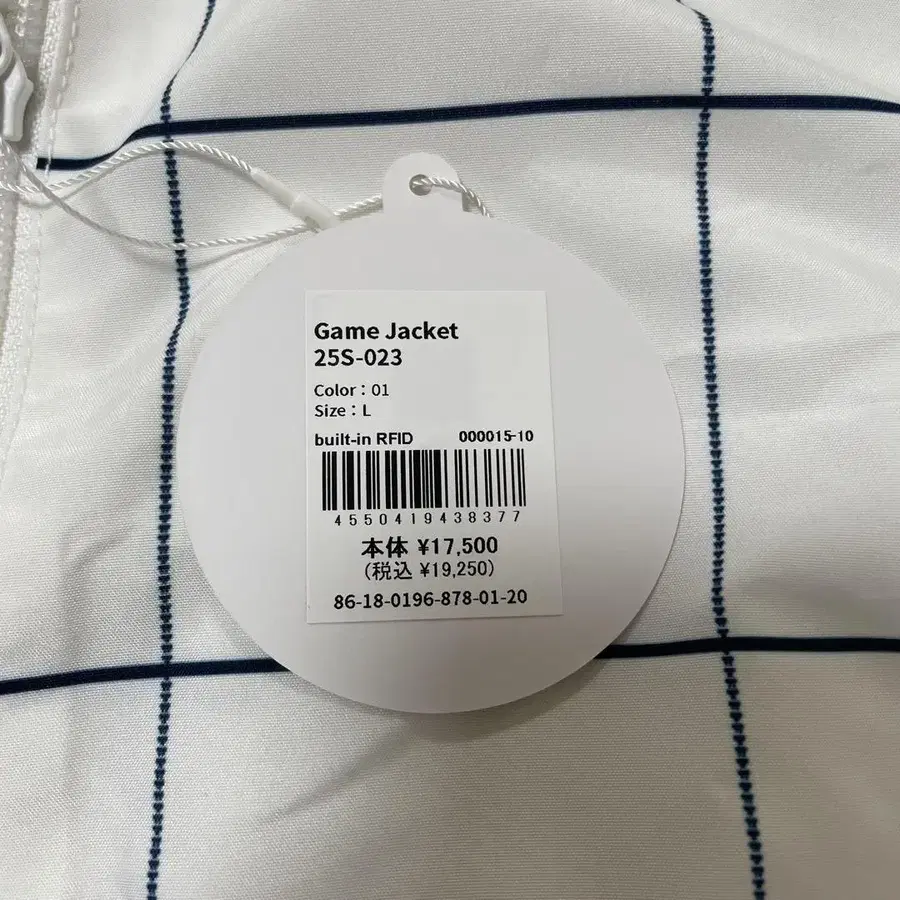 Game Jacket
25S-023
Color：01
Size：L
built-in RFID 000015-10
4550419438377
本体 ¥17,500
(税込 ¥19,250)
86-18-0196-878-01-20